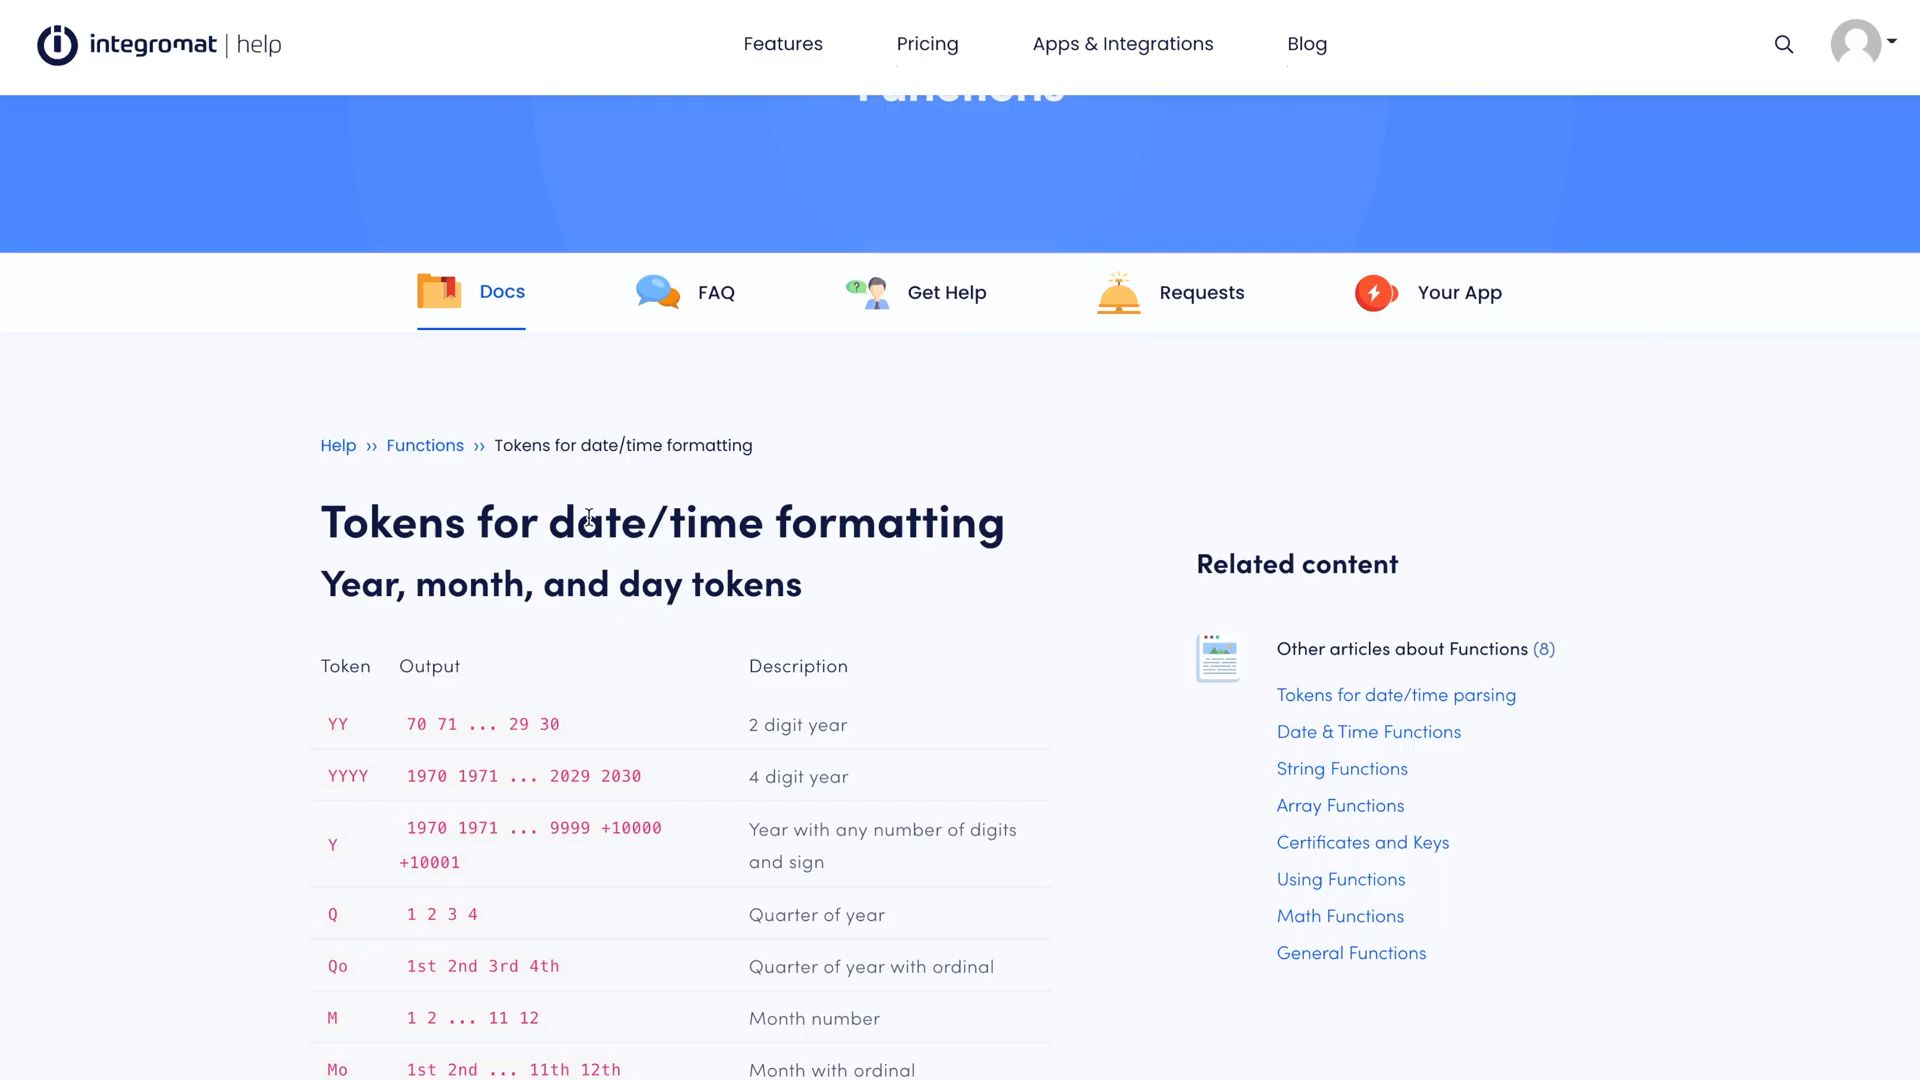 integromat | help
Features
Pricing
Apps & Integrations
Blog
Functions
Docs
FAQ
?
Get Help
Requests
Your App
Help ›› Functions ›› Tokens for date/time formatting
Tokens for date/time formatting
Year, month, and day tokens
Token Output Description
YY 70 71 ... 29 30 2 digit year
YYYY 1970 1971 ... 2029 2030 4 digit year
Y 1970 1971 ... 9999 +10000 Year with any number of digits
+10001 and sign
Q 1 2 3 4 Quarter of year
Qo 1st 2nd 3rd 4th Quarter of year with ordinal
M 1 2 ... 11 12 Month number
Mo 1st 2nd ... 11th 12th Month with ordinal
Related content
Other articles about Functions (8)
Tokens for date/time parsing
Date & Time Functions
String Functions
Array Functions
Certificates and Keys
Using Functions
Math Functions
General Functions